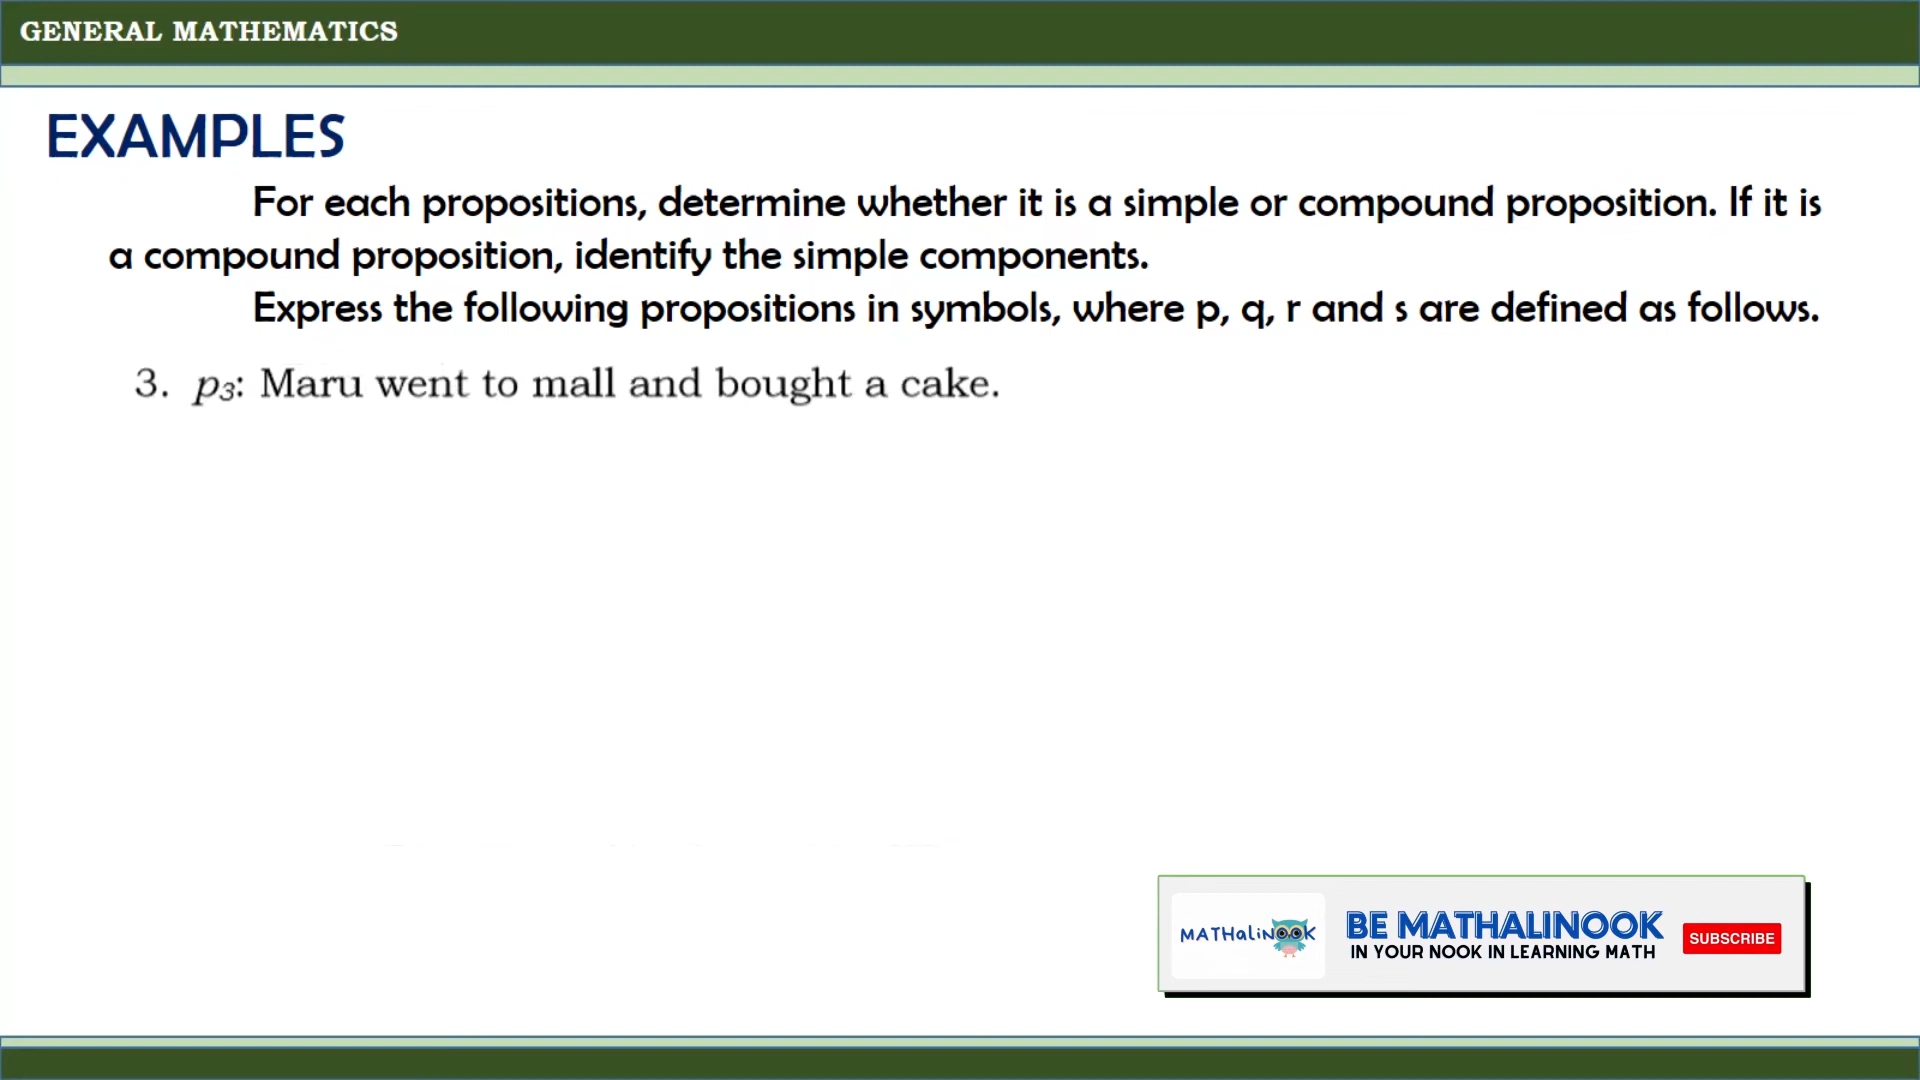 GENERAL MATHEMATICS
EXAMPLES
For each propositions, determine whether it is a simple or compound proposition. If it is
a compound proposition, identify the simple components.
Express the following propositions in symbols, where p, q, r and s are defined as follows.
3. p₃: Maru went to mall and bought a cake.
MATHaliNOOK
BE MATHALINOOK
IN YOUR NOOK IN LEARNING MATH
SUBSCRIBE